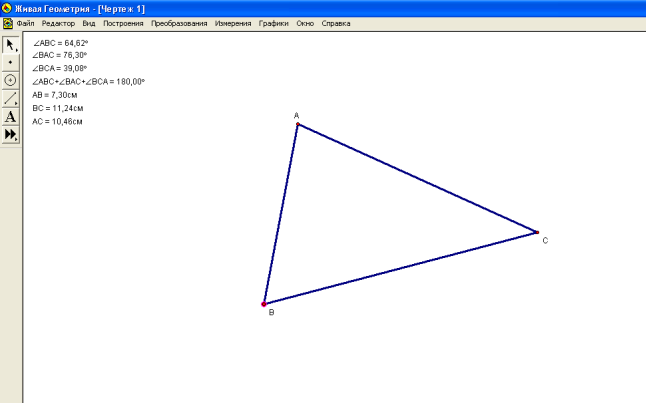 Живая Геометрия - [Чертеж 1]
Файл Редактор Вид Построения Преобразования Измерения Графики Окно Справка
∠ABC = 64,62°
∠BAC = 76,30°
∠BCA = 39,08°
∠ABC+∠BAC+∠BCA = 180,00°
AB = 7,30см
BC = 11,24см
AC = 10,46см
A
A
C
B